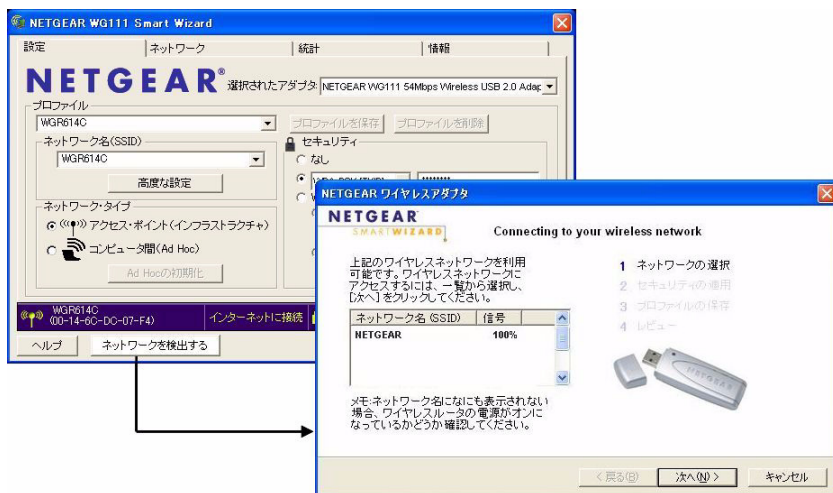 NETGEAR WG111 Smart Wizard
設定
ネットワーク
統計
情報
NETGEAR®
選択されたアダプタ:
NETGEAR WG111 54Mbps Wireless USB 2.0 Adap
プロファイル
WGR614C
プロファイルを保存
プロファイルを削除
ネットワーク名(SSID)
WGR614C
高度な設定
セキュリティ
なし
********
ネットワーク・タイプ
アクセス・ポイント(インフラストラクチャ)
コンピュータ間(Ad Hoc)
Ad Hocの初期化
WGR614C
(00-14-6C-DC-07-F4)
インターネットに接続
ヘルプ
ネットワークを検出する
NETGEAR ワイヤレスアダプタ
NETGEAR
SMARTWIZARD
Connecting to your wireless network
上記のワイヤレスネットワークを利用
可能です。ワイヤレスネットワークに
アクセスするには、一覧から選択し、
[次へ] をクリックしてください。
ネットワーク名 (SSID)
信号
NETGEAR
100%
メモ:ネットワーク名になにも表示されない
場合、ワイヤレスルータの電源がオンに
なっているかどうか確認してください。
1 ネットワークの選択
2 セキュリティの適用
3 プロファイルの保存
4 レビュー
NETGEAR
< 戻る(B)
次へ(N) >
キャンセル